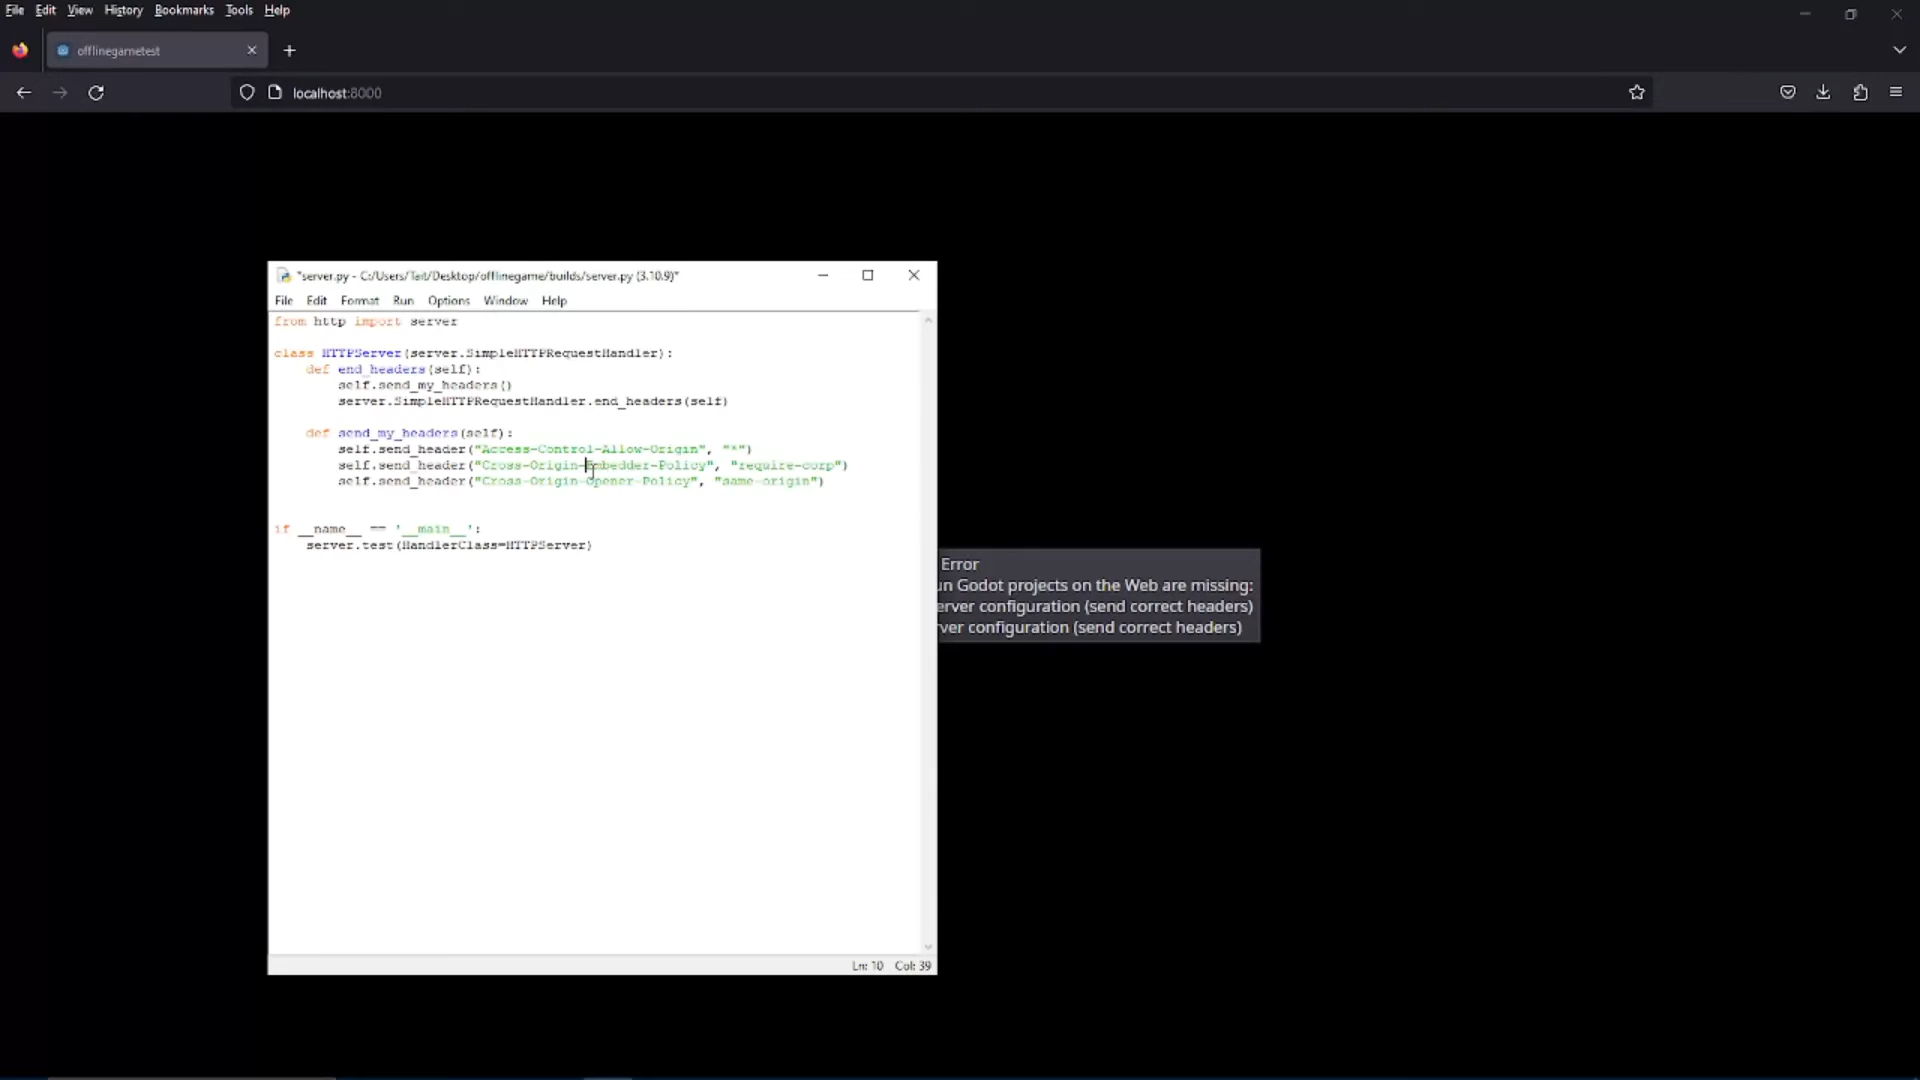 File Edit View History Bookmarks Tools Help
offlinegametest
localhost:8000
*server.py - C:/Users/Tait/Desktop/offlinegame/builds/server.py (3.10.9)*
File Edit Format Run Options Window Help
from http import server
class HTTPServer(server.SimpleHTTPRequestHandler):
def end_headers(self):
self.send_my_headers()
server.SimpleHTTPRequestHandler.end_headers(self)
def send_my_headers(self):
self.send_header("Access-Control-Allow-Origin", "*")
self.send_header("Cross-Origin-Embedder-Policy", "require-corp")
self.send_header("Cross-Origin-Opener-Policy", "same-origin")
if __name__ == '__main__':
server.test(HandlerClass=HTTPServer)
Error
un Godot projects on the Web are missing:
erver configuration (send correct headers)
ver configuration (send correct headers)
Ln: 10 Col: 39